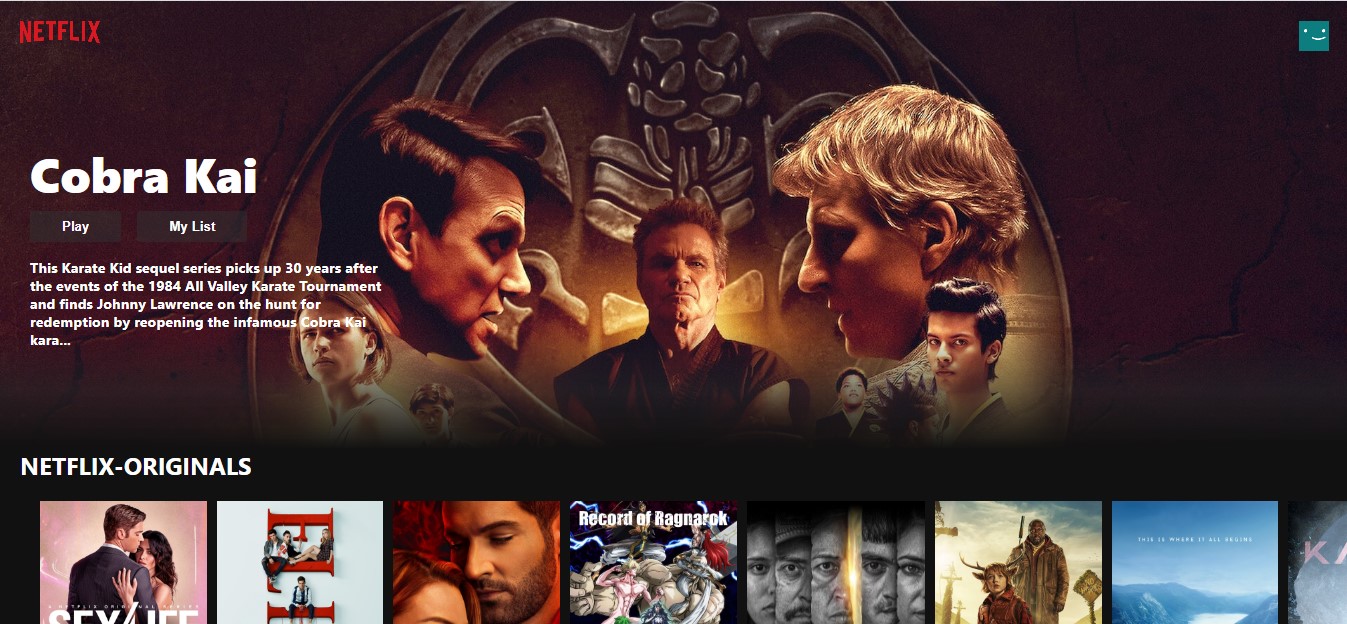 NETFLIX
Cobra Kai
Play
My List
This Karate Kid sequel series picks up 30 years after
the events of the 1984 All Valley Karate Tournament
and finds Johnny Lawrence on the hunt for
redemption by reopening the infamous Cobra Kai
kara...
NETFLIX-ORIGINALS
A NETFLIX ORIGINAL SERIES
SEX/LIFE
ELI
Record of Ragnarok
THIS IS WHERE IT ALL BEGINS
KA